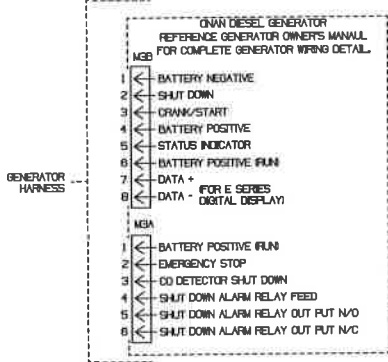 ONAN DIESEL GENERATOR
REFERENCE GENERATOR OWNER'S MANAUL
FOR COMPLETE GENERATOR WIRING DETAIL.
M3B
1 BATTERY NEGATIVE
2 SHUT DOWN
3 CRANK/START
4 BATTERY POSITIVE
5 STATUS INDICATOR
6 BATTERY POSITIVE (RUN)
7 DATA +
8 DATA - (FOR E SERIES
DIGITAL DISPLAY)
GENERATOR
HARNESS
M3A
1 BATTERY POSITIVE (RUN)
2 EMERGENCY STOP
3 CO DETECTOR SHUT DOWN
4 SHUT DOWN ALARM RELAY FEED
5 SHUT DOWN ALARM RELAY OUT PUT N/O
6 SHUT DOWN ALARM RELAY OUT PUT N/C